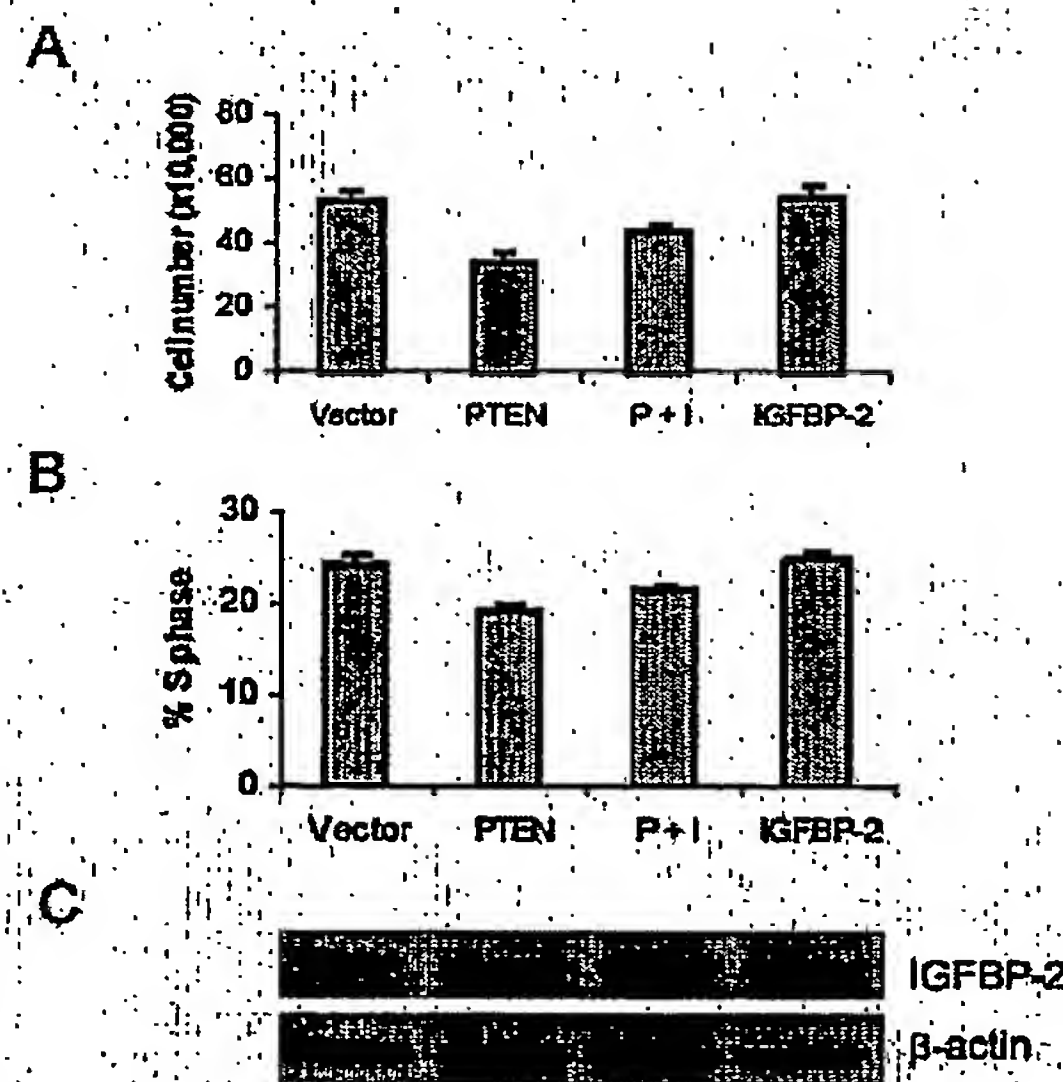 A
Cell number (x10,000)
80
60
40
20
0
Vector PTEN P + I IGFBP-2
B
% S phase
30
20
10
0
Vector PTEN P + I IGFBP-2
C
IGFBP-2
β-actin